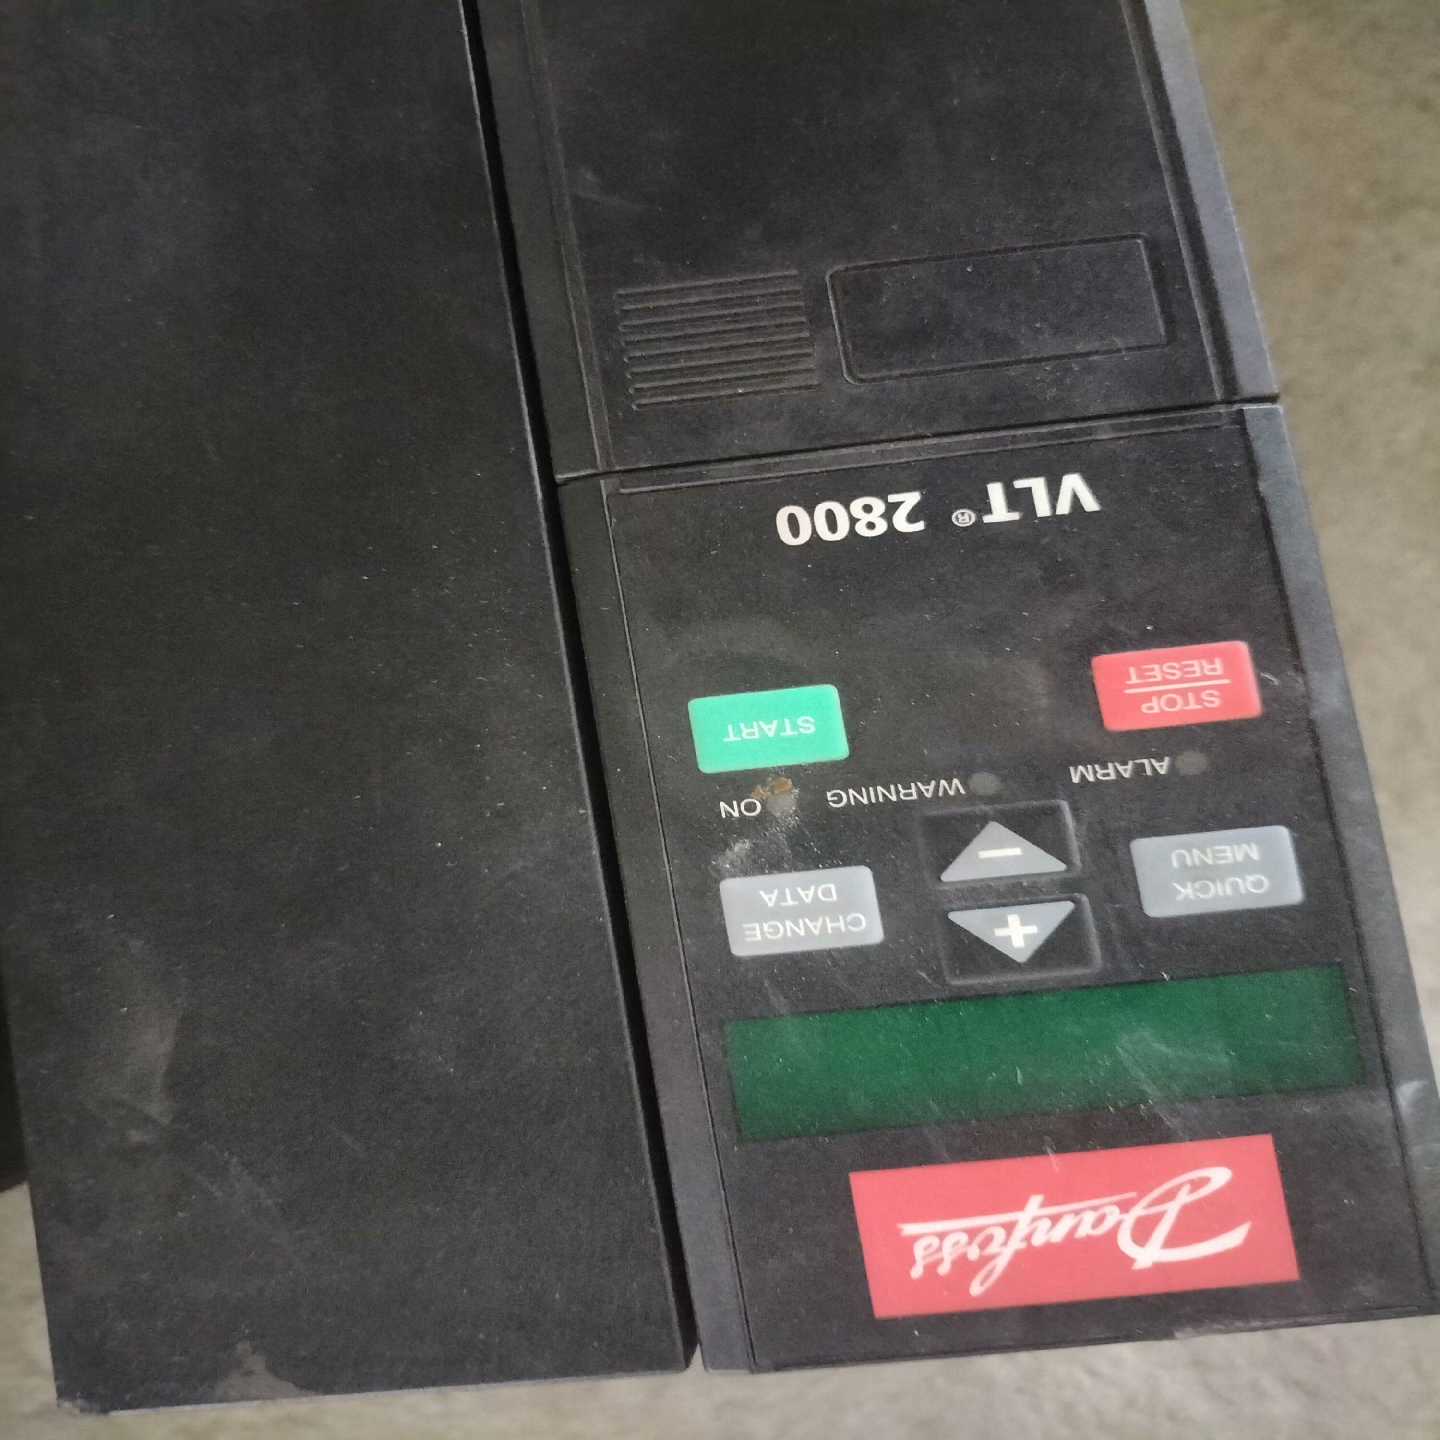 Danfoss
QUICK
MENU
+
-
CHANGE
DATA
ALARM
WARNING
ON
STOP
RESET
START
VLT® 2800